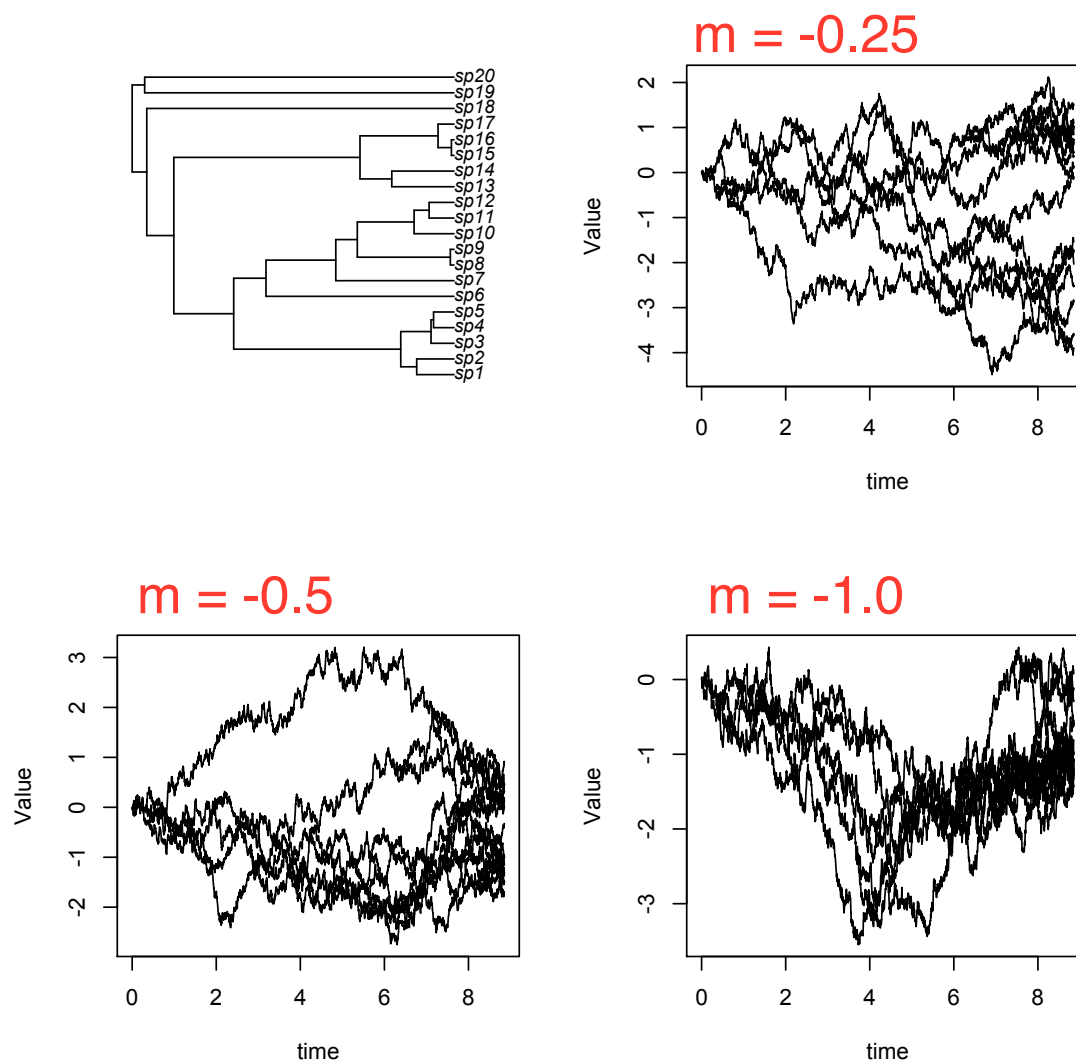 sp20
sp19
sp18
sp17
sp16
sp15
sp14
sp13
sp12
sp11
sp10
sp9
sp8
sp7
sp6
sp5
sp4
sp3
sp2
sp1
m = -0.25
2
1
0
-1
-2
-3
-4
Value
0 2 4 6 8
time
m = -0.5
3
2
1
0
-1
-2
Value
0 2 4 6 8
time
m = -1.0
0
-1
-2
-3
Value
0 2 4 6 8
time